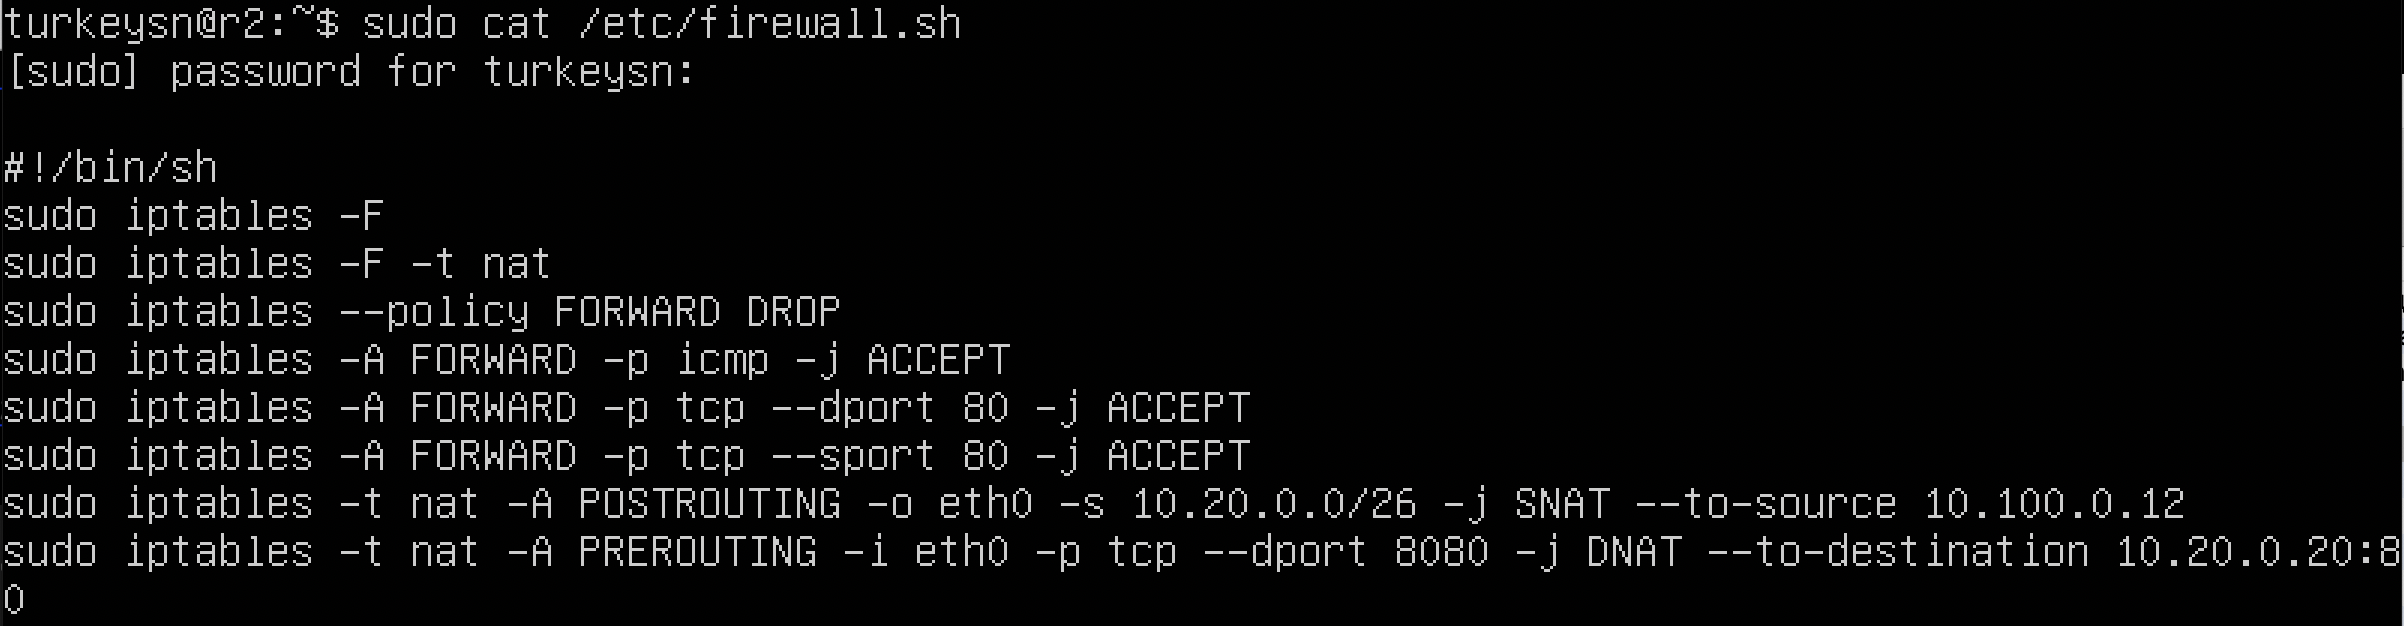 turkeysn@r2:~$ sudo cat /etc/firewall.sh
[sudo] password for turkeysn:
#!/bin/sh
sudo iptables -F
sudo iptables -F -t nat
sudo iptables --policy FORWARD DROP
sudo iptables -A FORWARD -p icmp -j ACCEPT
sudo iptables -A FORWARD -p tcp --dport 80 -j ACCEPT
sudo iptables -A FORWARD -p tcp --sport 80 -j ACCEPT
sudo iptables -t nat -A POSTROUTING -o eth0 -s 10.20.0.0/26 -j SNAT --to-source 10.100.0.12
sudo iptables -t nat -A PREROUTING -i eth0 -p tcp --dport 8080 -j DNAT --to-destination 10.20.0.20:8
0